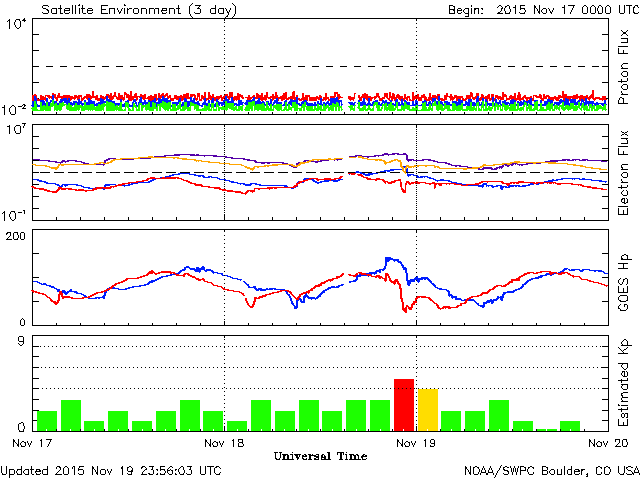 Satellite Environment (3 day) Begin: 2015 Nov 17 0000 UTC
10^4
10^-2
Proton Flux
10^7
10^-1
Electron Flux
200
100
0
GOES Hp
9
0
Estimated Kp
Nov 17 Nov 18 Nov 19 Nov 20
Universal Time
Updated 2015 Nov 19 23:56:03 UTC NOAA/SWPC Boulder, CO USA